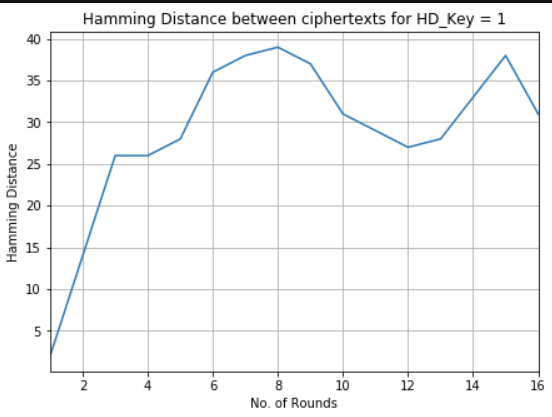 Hamming Distance between ciphertexts for HD_Key = 1
40
35
30
25
20
15
10
5
Hamming Distance
2 4 6 8 10 12 14 16
No. of Rounds